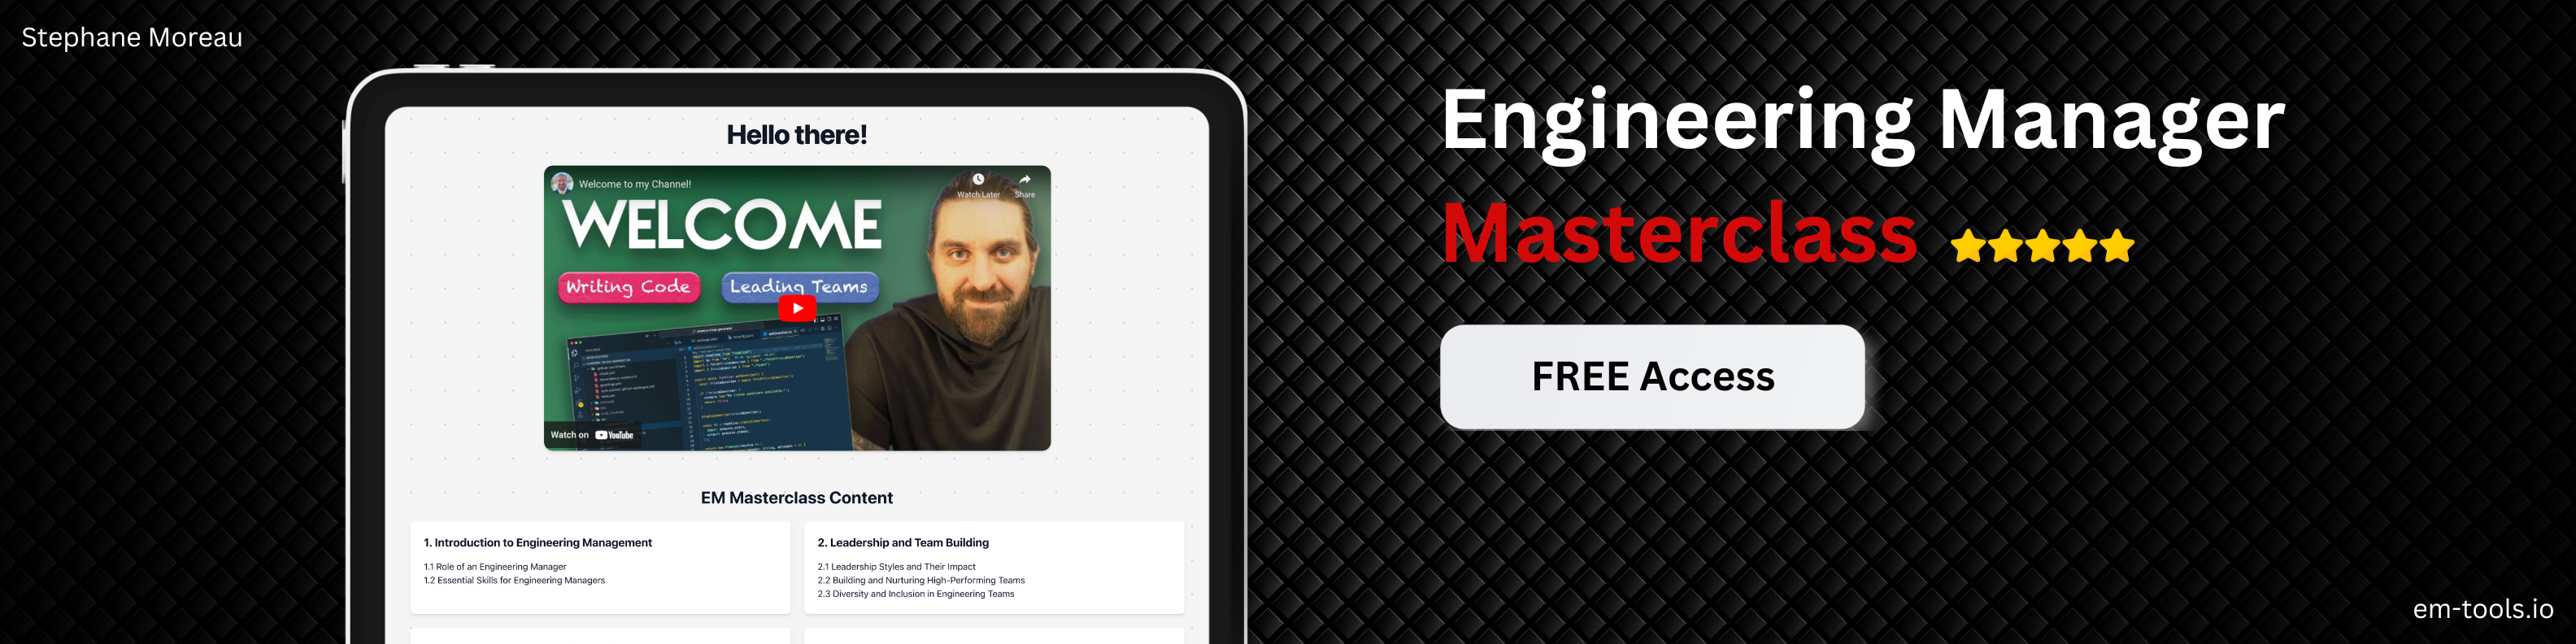 Stephane Moreau
Hello there!
Welcome to my Channel!
Watch Later
Share
WELCOME
Writing Code
Leading Teams
Watch on YouTube
EM Masterclass Content
1. Introduction to Engineering Management
1.1 Role of an Engineering Manager
1.2 Essential Skills for Engineering Managers
2. Leadership and Team Building
2.1 Leadership Styles and Their Impact
2.2 Building and Nurturing High-Performing Teams
2.3 Diversity and Inclusion in Engineering Teams
Engineering Manager
Masterclass
FREE Access
em-tools.io